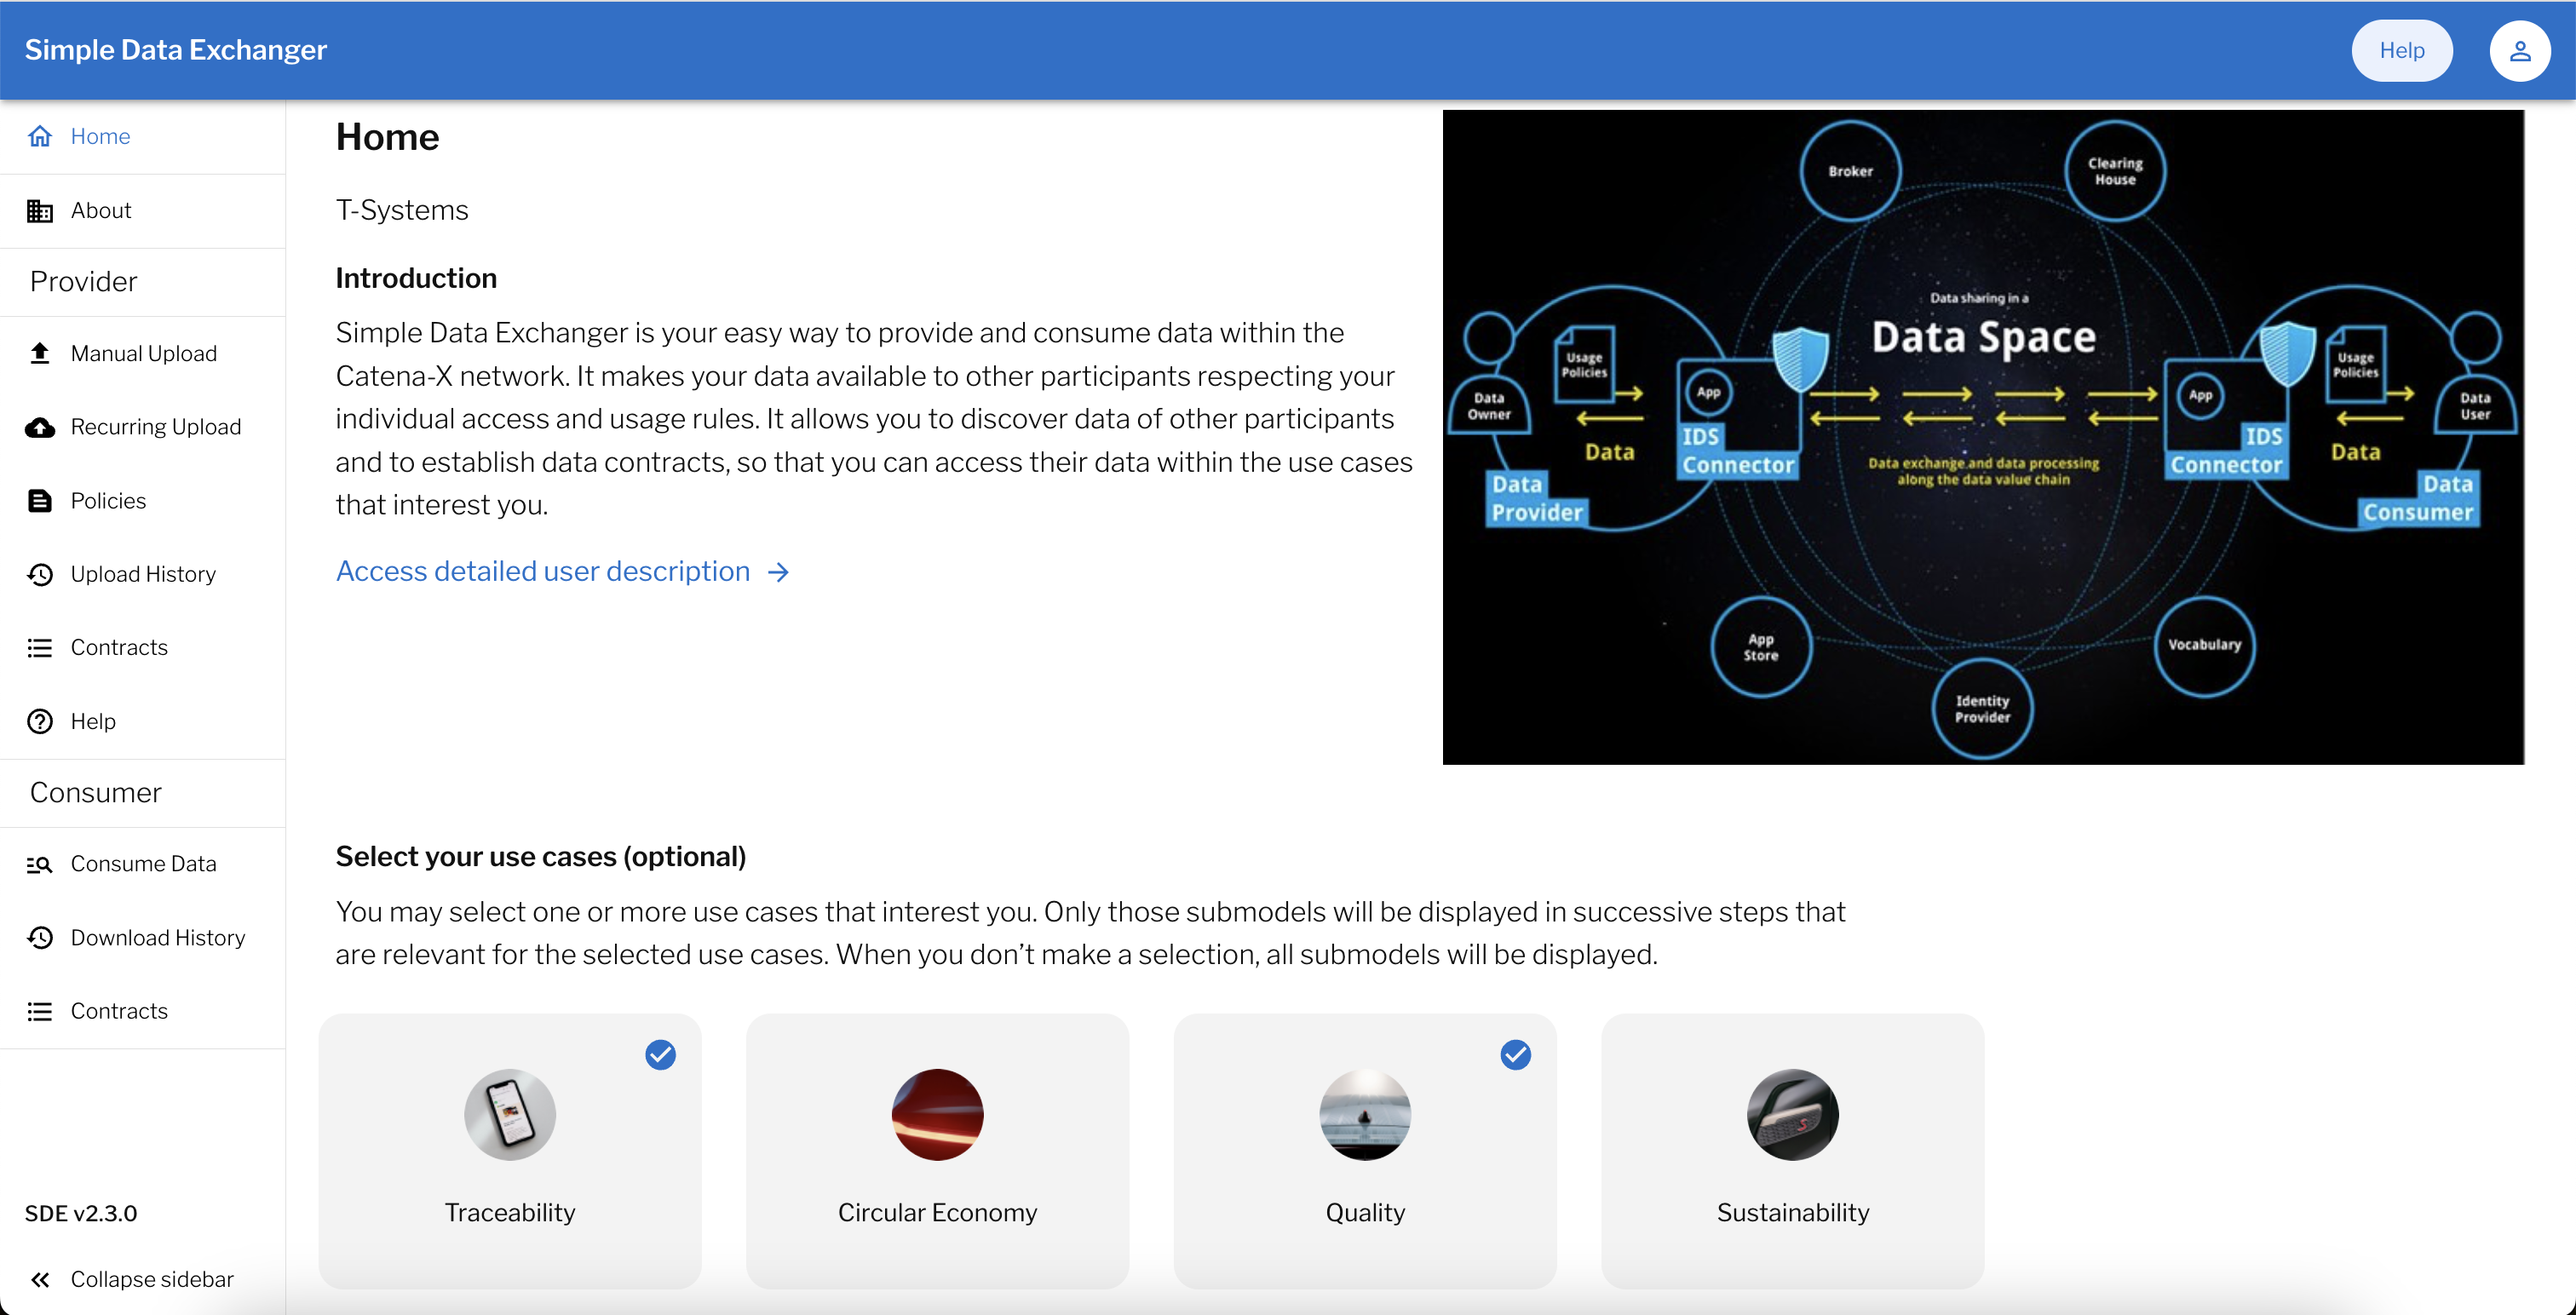 Simple Data Exchanger
Help
Home
About
Provider
Manual Upload
Recurring Upload
Policies
Upload History
Contracts
Help
Consumer
Consume Data
Download History
Contracts
SDE v2.3.0
Collapse sidebar
Home
T-Systems
Introduction
Simple Data Exchanger is your easy way to provide and consume data within the
Catena-X network. It makes your data available to other participants respecting your
individual access and usage rules. It allows you to discover data of other participants
and to establish data contracts, so that you can access their data within the use cases
that interest you.
Access detailed user description
Broker
Clearing
House
Data sharing in a
Data Space
Usage
Policies
App
Data
Owner
Data
IDS
Connector
Data
Provider
Data exchange and data processing
along the data value chain
App
IDS
Connector
Usage
Policies
Data
Data
User
Data
Consumer
App
Store
Identity
Provider
Vocabulary
Select your use cases (optional)
You may select one or more use cases that interest you. Only those submodels will be displayed in successive steps that
are relevant for the selected use cases. When you don’t make a selection, all submodels will be displayed.
Traceability
Circular Economy
Quality
Sustainability